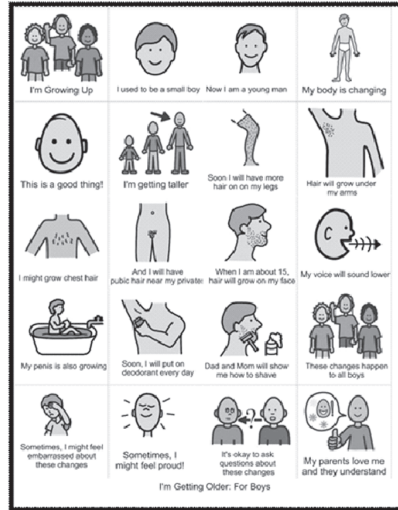 I'm Growing Up
I used to be a small boy
Now I am a young man
My body is changing
This is a good thing!
I'm getting taller
Soon I will have more
hair on on my legs
Hair will grow under
my arms
I might grow chest hair
And I will have
pubic hair near my private
When I am about 15,
hair will grow on my face
My voice will sound lower
My penis is also growing
Soon, I will put on
deodorant every day
Dad and Mom will show
me how to shave
These changes happen
to all boys
Sometimes, I might feel
embarrassed about
these changes
Sometimes, I
might feel proud!
It's okay to ask
questions about
these changes
My parents love me
and they understand
I'm Getting Older: For Boys